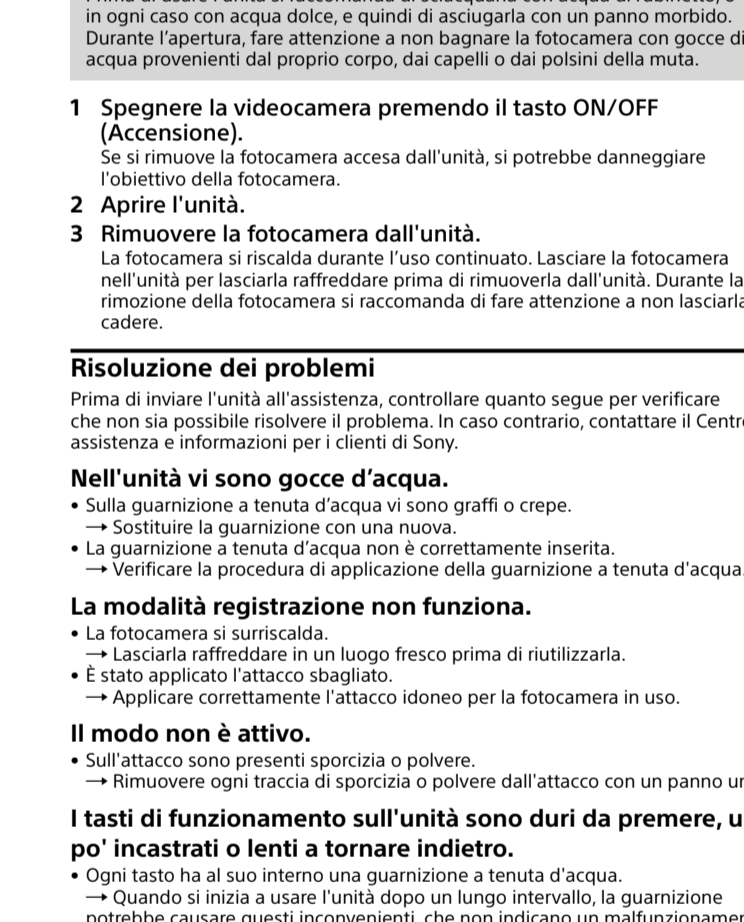 in ogni caso con acqua dolce, e quindi di asciugarla con un panno morbido.
Durante l’apertura, fare attenzione a non bagnare la fotocamera con gocce di
acqua provenienti dal proprio corpo, dai capelli o dai polsini della muta.
1 Spegnere la videocamera premendo il tasto ON/OFF
(Accensione).
Se si rimuove la fotocamera accesa dall'unità, si potrebbe danneggiare
l'obiettivo della fotocamera.
2 Aprire l'unità.
3 Rimuovere la fotocamera dall'unità.
La fotocamera si riscalda durante l’uso continuato. Lasciare la fotocamera
nell'unità per lasciarla raffreddare prima di rimuoverla dall'unità. Durante la
rimozione della fotocamera si raccomanda di fare attenzione a non lasciarla
cadere.
Risoluzione dei problemi
Prima di inviare l'unità all'assistenza, controllare quanto segue per verificare
che non sia possibile risolvere il problema. In caso contrario, contattare il Centr
assistenza e informazioni per i clienti di Sony.
Nell'unità vi sono gocce d’acqua.
• Sulla guarnizione a tenuta d’acqua vi sono graffi o crepe.
→ Sostituire la guarnizione con una nuova.
• La guarnizione a tenuta d’acqua non è correttamente inserita.
→ Verificare la procedura di applicazione della guarnizione a tenuta d'acqua.
La modalità registrazione non funziona.
• La fotocamera si surriscalda.
→ Lasciarla raffreddare in un luogo fresco prima di riutilizzarla.
• È stato applicato l'attacco sbagliato.
→ Applicare correttamente l'attacco idoneo per la fotocamera in uso.
Il modo non è attivo.
• Sull'attacco sono presenti sporcizia o polvere.
→ Rimuovere ogni traccia di sporcizia o polvere dall'attacco con un panno
I tasti di funzionamento sull'unità sono duri da premere, u
po' incastrati o lenti a tornare indietro.
• Ogni tasto ha al suo interno una guarnizione a tenuta d'acqua.
→ Quando si inizia a usare l'unità dopo un lungo intervallo, la guarnizione
potrebbe causare questi inconvenienti, che non indicano un